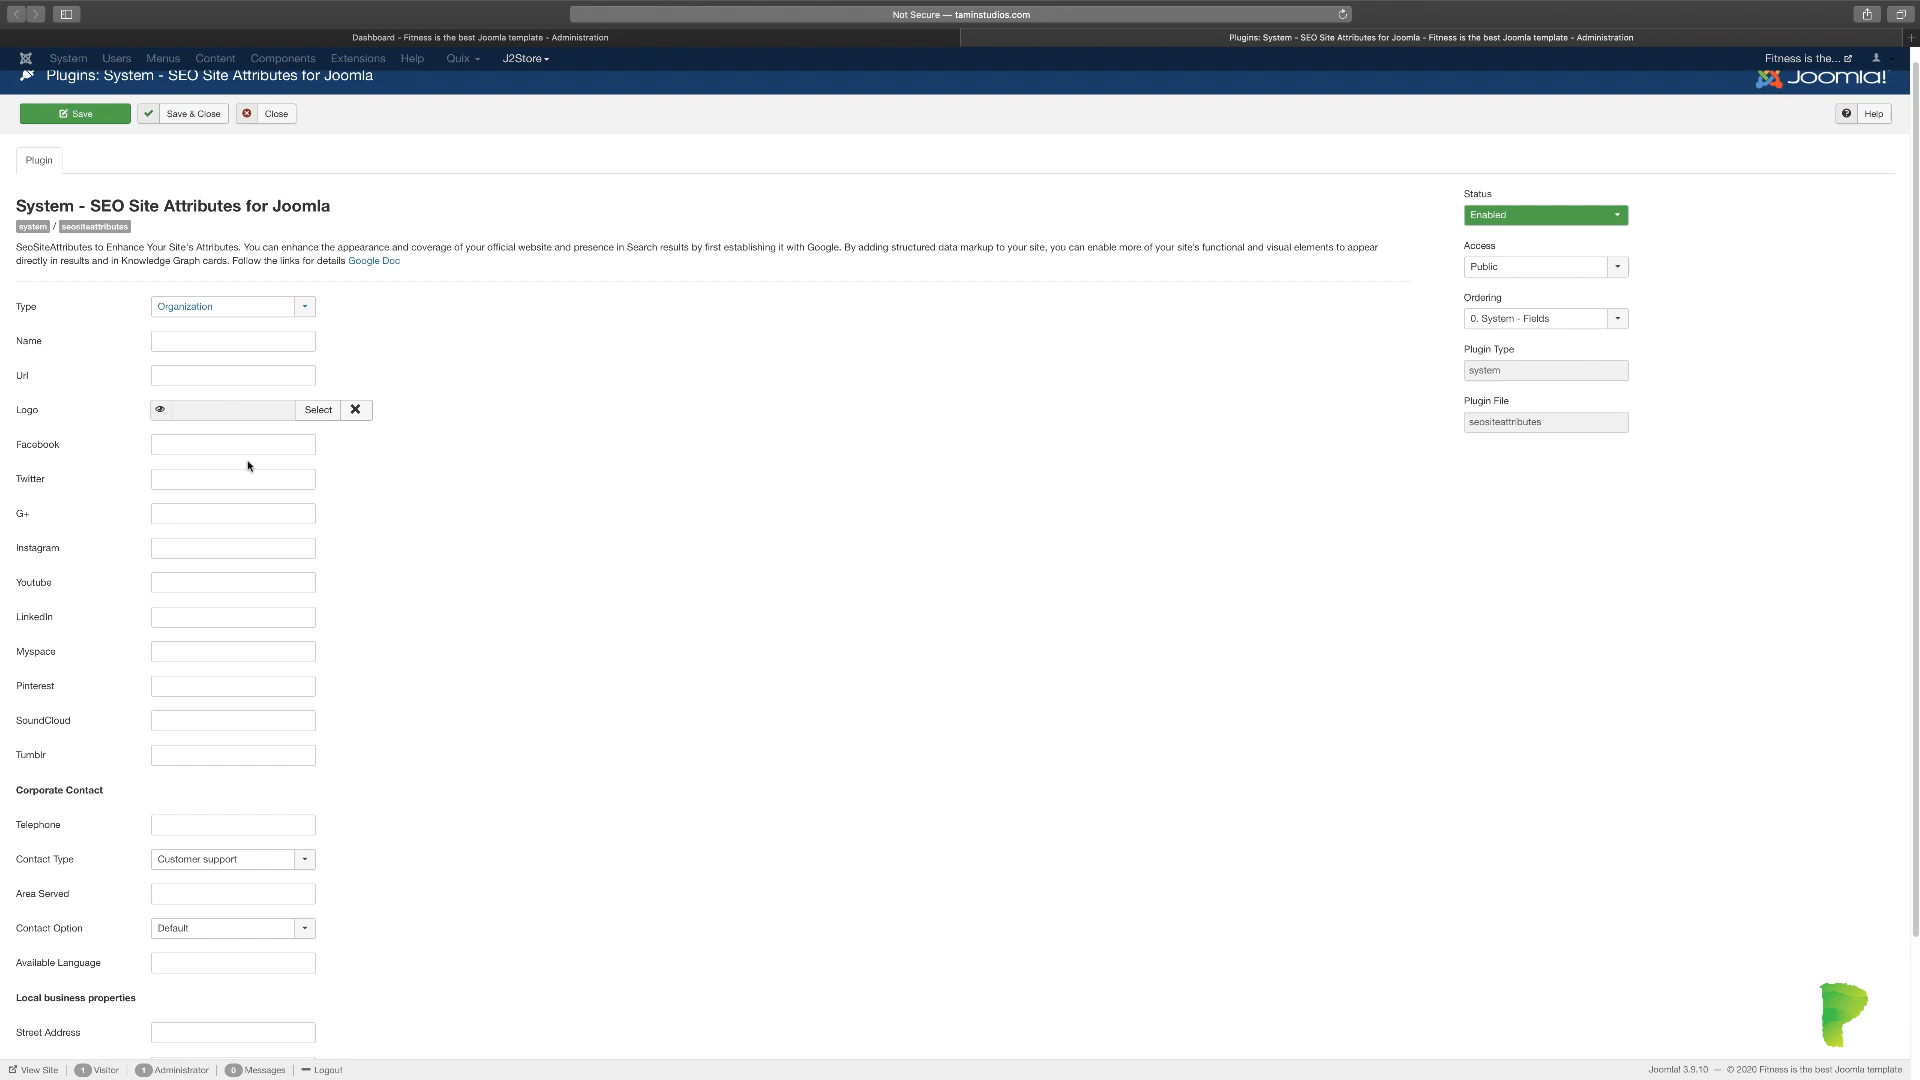 Not Secure — taminstudios.com
Dashboard - Fitness is the best Joomla template - Administration
Plugins: System - SEO Site Attributes for Joomla - Fitness is the best Joomla template - Administration
System Users Menus Content Components Extensions Help Quix J2Store Fitness is the...
Plugins: System - SEO Site Attributes for Joomla
Joomla!
Save Save & Close Close Help
Plugin
System - SEO Site Attributes for Joomla
system / seositeattributes
SeoSiteAttributes to Enhance Your Site's Attributes. You can enhance the appearance and coverage of your official website and presence in Search results by first establishing it with Google. By adding structured data markup to your site, you can enable more of your site's functional and visual elements to appear
directly in results and in Knowledge Graph cards. Follow the links for details Google Doc
Type Organization
Name
Url
Logo Select
Facebook
Twitter
G+
Instagram
Youtube
LinkedIn
Myspace
Pinterest
SoundCloud
Tumblr
Corporate Contact
Telephone
Contact Type Customer support
Area Served
Contact Option Default
Available Language
Local business properties
Street Address
Status
Enabled
Access
Public
Ordering
0. System - Fields
Plugin Type
system
Plugin File
seositeattributes
View Site 1 Visitor 1 Administrator 0 Messages Logout
Joomla! 3.9.10 — © 2020 Fitness is the best Joomla template